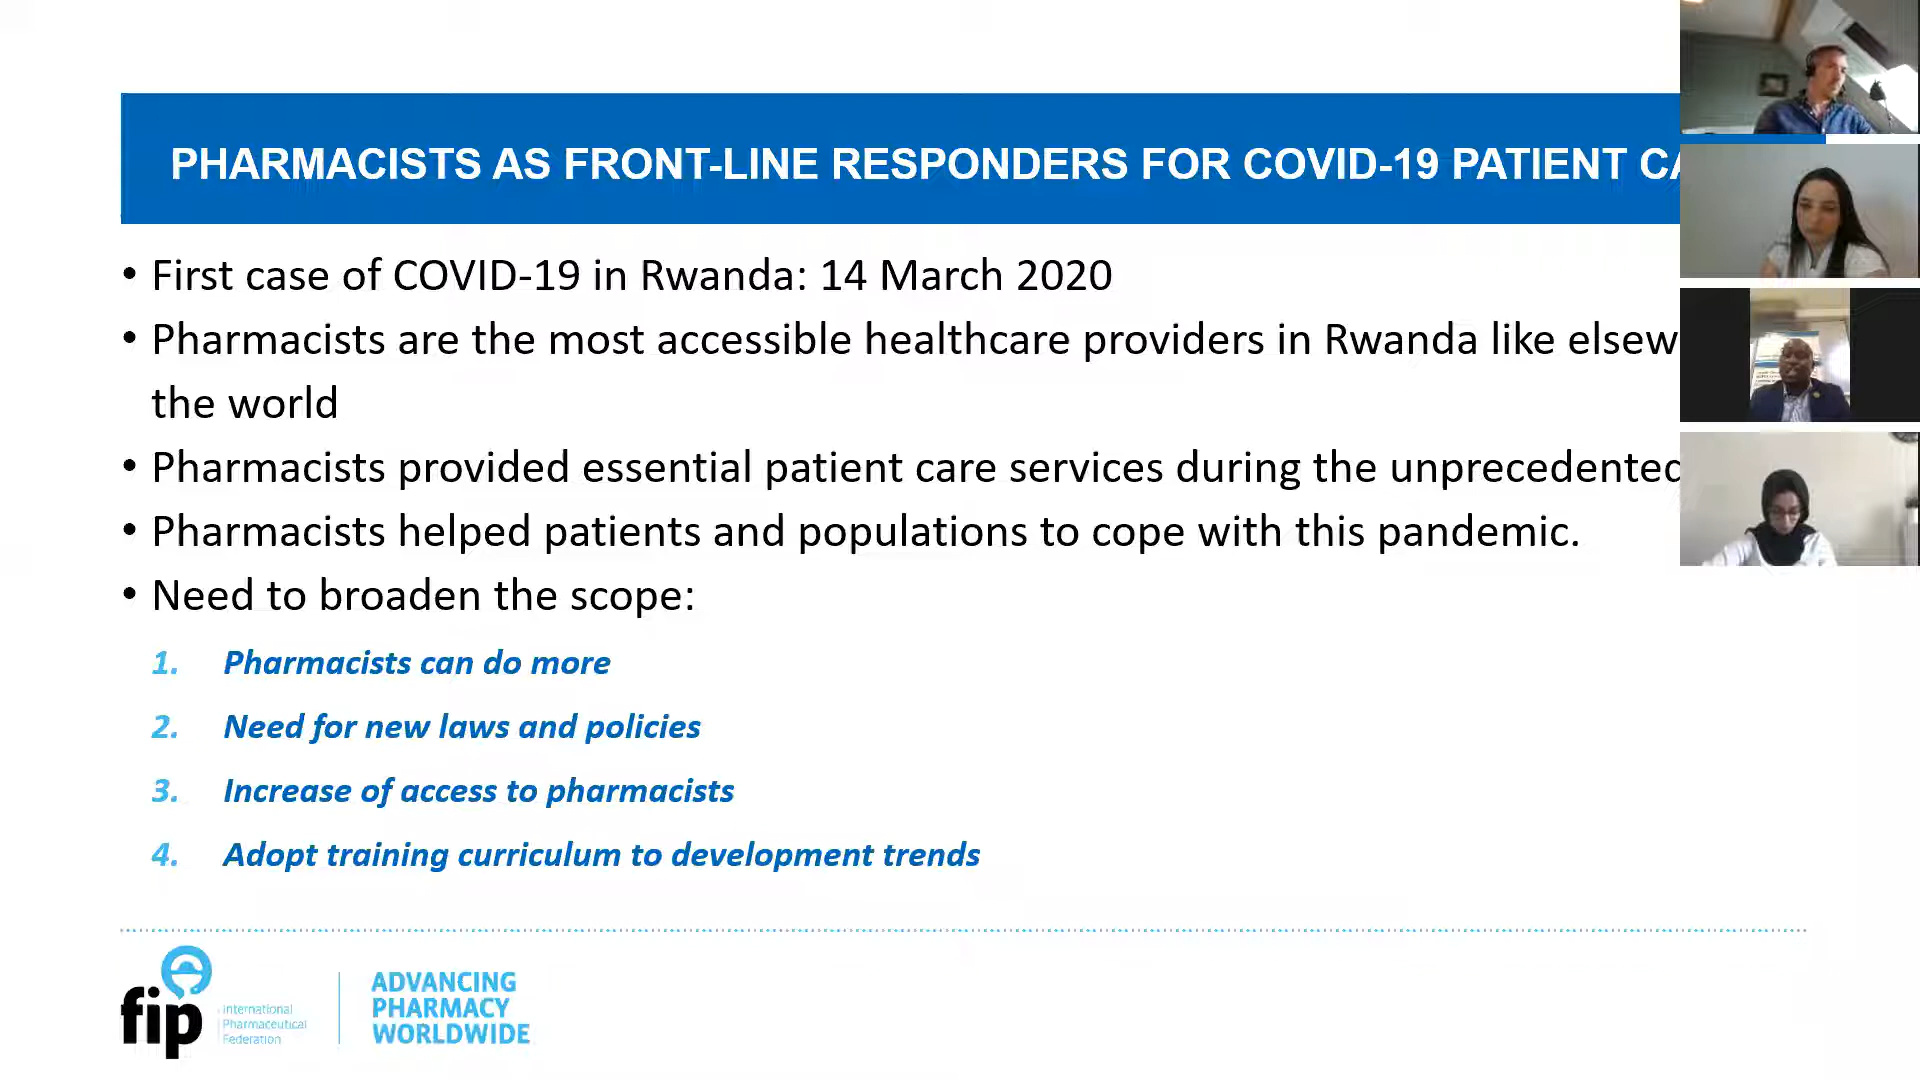 PHARMACISTS AS FRONT-LINE RESPONDERS FOR COVID-19 PATIENT CA
• First case of COVID-19 in Rwanda: 14 March 2020
• Pharmacists are the most accessible healthcare providers in Rwanda like elsew
the world
• Pharmacists provided essential patient care services during the unprecedented
• Pharmacists helped patients and populations to cope with this pandemic.
• Need to broaden the scope:
1. Pharmacists can do more
2. Need for new laws and policies
3. Increase of access to pharmacists
4. Adopt training curriculum to development trends
fip
International
Pharmaceutical
Federation
ADVANCING
PHARMACY
WORLDWIDE